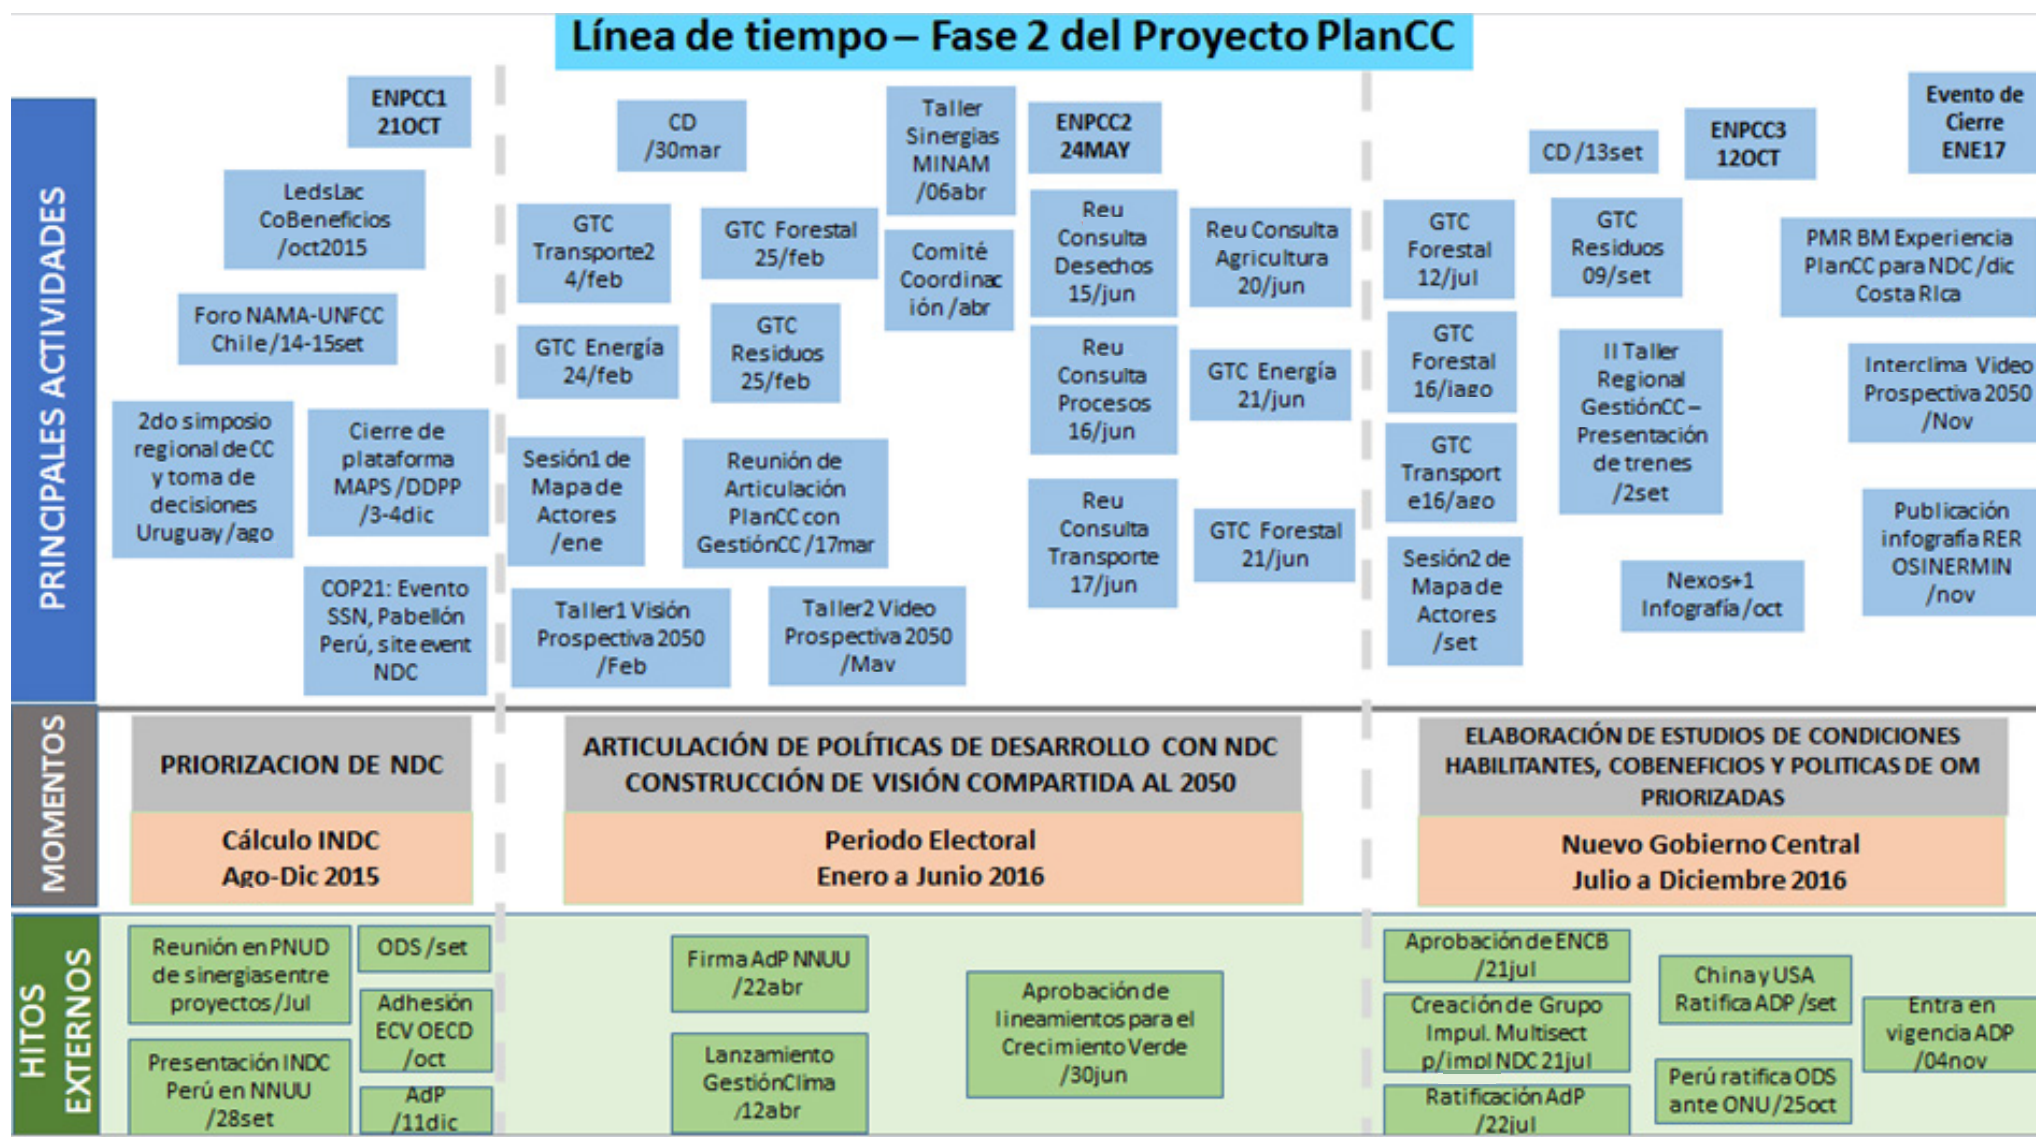 Línea de tiempo – Fase 2 del Proyecto PlanCC
PRINCIPALES ACTIVIDADES
ENPCC1
21OCT
LedsLac
CoBeneficios
/oct2015
Foro NAMA-UNFCC
Chile /14-15set
2do simposio
regional de CC
y toma de
decisiones
Uruguay /ago
Cierre de
plataforma
MAPS /DDPP
/3-4dic
COP21: Evento
SSN, Pabellón
Perú, site event
NDC
CD
/30mar
Taller
Sinergias
MINAM
/06abr
ENPCC2
24MAY
GTC
Transporte2
4/feb
GTC Forestal
25/feb
Comité
Coordinac
ión /abr
Reu
Consulta
Desechos
15/jun
Reu Consulta
Agricultura
20/jun
GTC Energía
24/feb
GTC
Residuos
25/feb
Reu
Consulta
Procesos
16/jun
GTC Energía
21/jun
Sesión1 de
Mapa de
Actores
/ene
Reunión de
Articulación
PlanCC con
GestiónCC /17mar
Reu
Consulta
Transporte
17/jun
GTC Forestal
21/jun
Taller1 Visión
Prospectiva 2050
/Feb
Taller2 Video
Prospectiva 2050
/May
CD /13set
ENPCC3
12OCT
Evento de
Cierre
ENE17
GTC
Forestal
12/jul
GTC
Residuos
09/set
PMR BM Experiencia
PlanCC para NDC /dic
Costa RIca
GTC
Forestal
16/iago
II Taller
Regional
GestiónCC –
Presentación
de trenes
/2set
Interclima Video
Prospectiva 2050
/Nov
GTC
Transport
e16/ago
Sesión2 de
Mapa de
Actores
/set
Nexos+1
Infografía /oct
Publicación
infografía RER
OSINERMIN
/nov
MOMENTOS
PRIORIZACION DE NDC
Cálculo INDC
Ago-Dic 2015
ARTICULACIÓN DE POLÍTICAS DE DESARROLLO CON NDC
CONSTRUCCIÓN DE VISIÓN COMPARTIDA AL 2050
Periodo Electoral
Enero a Junio 2016
ELABORACIÓN DE ESTUDIOS DE CONDICIONES
HABILITANTES, COBENEFICIOS Y POLITICAS DE OM
PRIORIZADAS
Nuevo Gobierno Central
Julio a Diciembre 2016
HITOS
EXTERNOS
Reunión en PNUD
de sinergias entre
proyectos /Jul
ODS /set
Adhesión
ECV OECD
/oct
Presentación INDC
Perú en NNUU
/28set
AdP
/11dic
Firma AdP NNUU
/22abr
Lanzamiento
GestiónClima
/12abr
Aprobación de
lineamientos para el
Crecimiento Verde
/30jun
Aprobación de ENCB
/21jul
Creación de Grupo
Impul. Multisect
p/impl NDC 21jul
Ratificación AdP
/22jul
China y USA
Ratifica ADP /set
Perú ratifica ODS
ante ONU /25oct
Entra en
vigencia ADP
/04nov